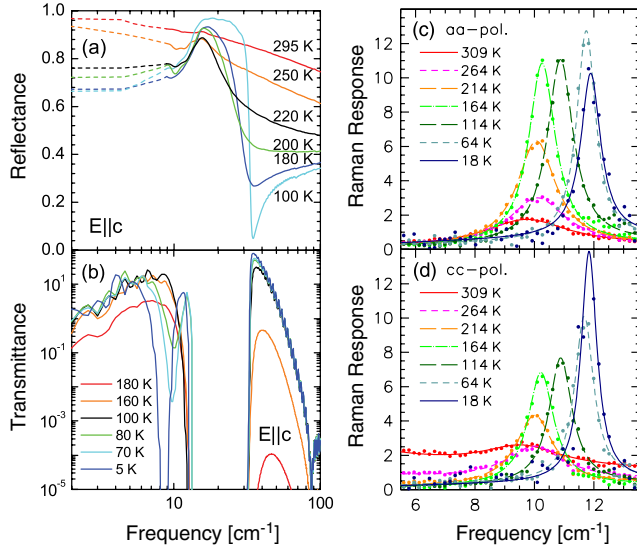 (a)
295 K
250 K
220 K
200 K
180 K
100 K
E||c
Reflectance
1.0
0.8
0.6
0.4
0.2
0.0
(b)
180 K
160 K
100 K
80 K
70 K
5 K
E||c
Transmittance
10¹
10⁻¹
10⁻³
10⁻⁵
10
100
Frequency [cm⁻¹]
(c) aa-pol.
309 K
264 K
214 K
164 K
114 K
64 K
18 K
Raman Response
12
10
8
6
4
2
0
(d) cc-pol.
309 K
264 K
214 K
164 K
114 K
64 K
18 K
Raman Response
12
10
8
6
4
2
0
6
8
10
12
Frequency [cm⁻¹]